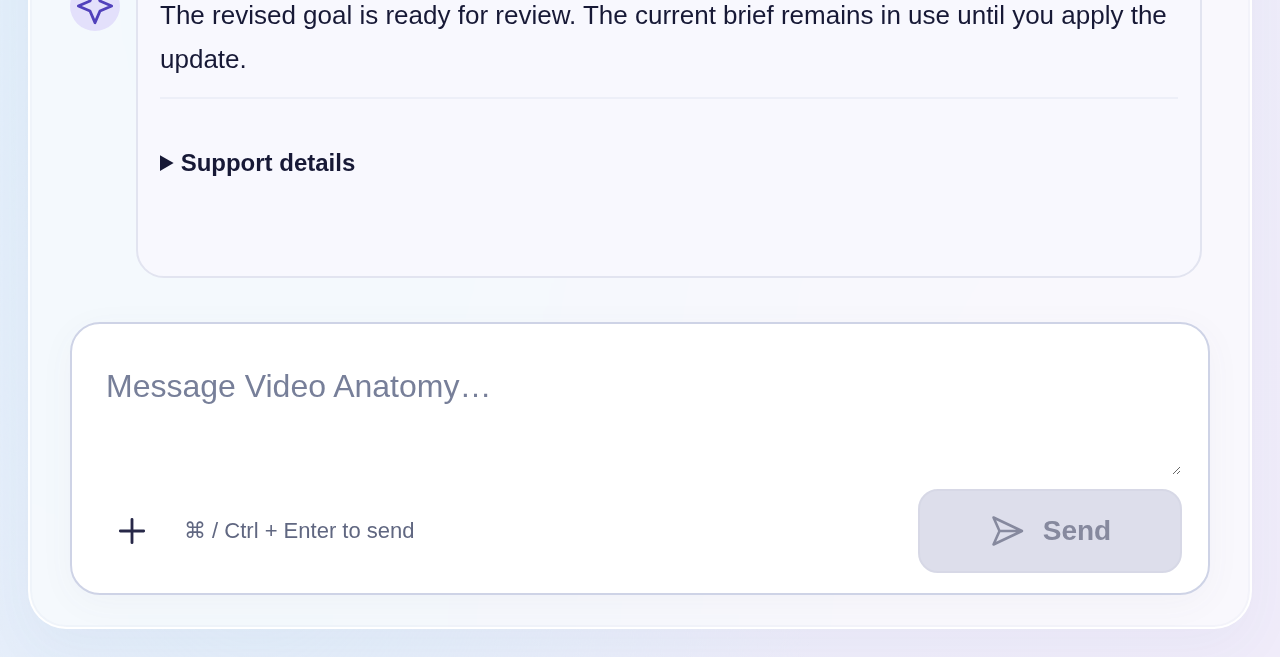 The revised goal is ready for review. The current brief remains in use until you apply the
update.
Support details
Message Video Anatomy…
⌘ / Ctrl + Enter to send
Send